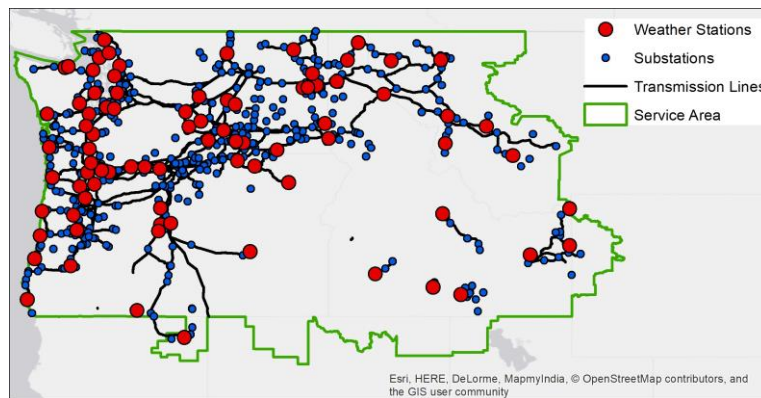 Weather Stations
Substations
Transmission Lines
Service Area
Esri, HERE, DeLorme, MapmyIndia, © OpenStreetMap contributors, and
the GIS user community